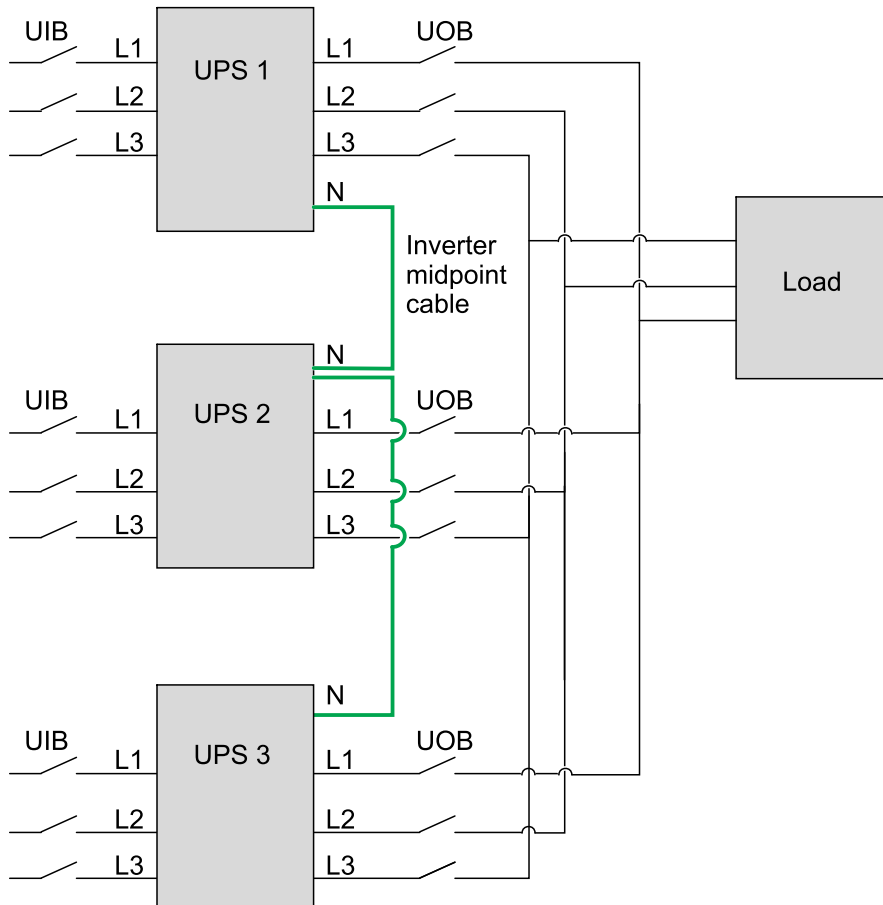 UIB
L1
UPS 1
L1
UOB
L2
L2
L3
L3
N
Inverter
midpoint
cable
Load
N
UIB
L1
UPS 2
L1
UOB
L2
L2
L3
L3
N
UIB
L1
UPS 3
L1
UOB
L2
L2
L3
L3